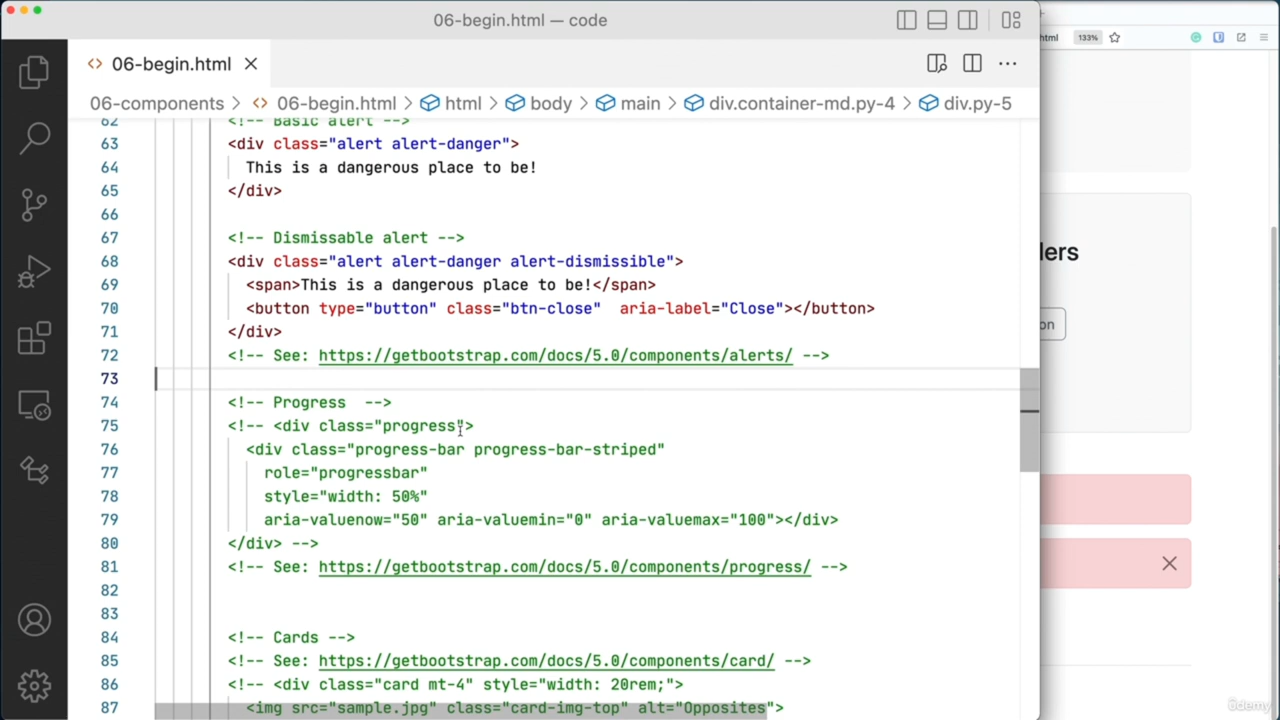 06-begin.html — code
06-begin.html
06-components > 06-begin.html > html > body > main > div.container-md.py-4 > div.py-5
html
133%
62 <!-- Basic alert -->
63 <div class="alert alert-danger">
64 This is a dangerous place to be!
65 </div>
66
67 <!-- Dismissable alert -->
68 <div class="alert alert-danger alert-dismissible">
69 <span>This is a dangerous place to be!</span>
70 <button type="button" class="btn-close"  aria-label="Close"></button>
71 </div>
72 <!-- See: https://getbootstrap.com/docs/5.0/components/alerts/ -->
73
74 <!-- Progress  -->
75 <!-- <div class="progress">
76 <div class="progress-bar progress-bar-striped"
77 role="progressbar"
78 style="width: 50%"
79 aria-valuenow="50" aria-valuemin="0" aria-valuemax="100"></div>
80 </div> -->
81 <!-- See: https://getbootstrap.com/docs/5.0/components/progress/ -->
82
83
84 <!-- Cards -->
85 <!-- See: https://getbootstrap.com/docs/5.0/components/card/ -->
86 <!-- <div class="card mt-4" style="width: 20rem;">
87 <img src="sample.jpg" class="card-img-top" alt="Opposites">
lers
on
ûdemy